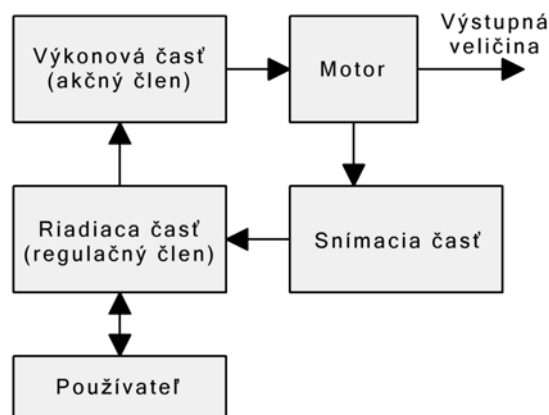 Výkonová časť
(akčný člen)
Motor
Výstupná
veličina
Riadiaca časť
(regulačný člen)
Snímacia časť
Používateľ